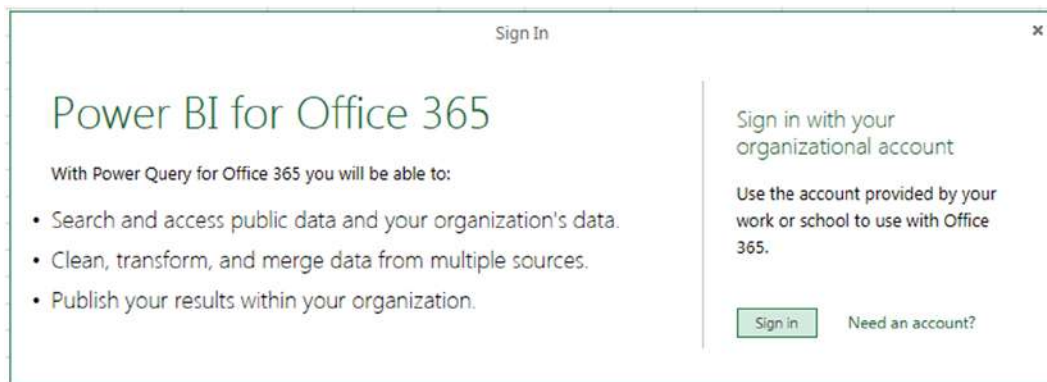 Sign In
×
Power BI for Office 365
With Power Query for Office 365 you will be able to:
• Search and access public data and your organization's data.
• Clean, transform, and merge data from multiple sources.
• Publish your results within your organization.
Sign in with your
organizational account
Use the account provided by your
work or school to use with Office
365.
Sign in
Need an account?